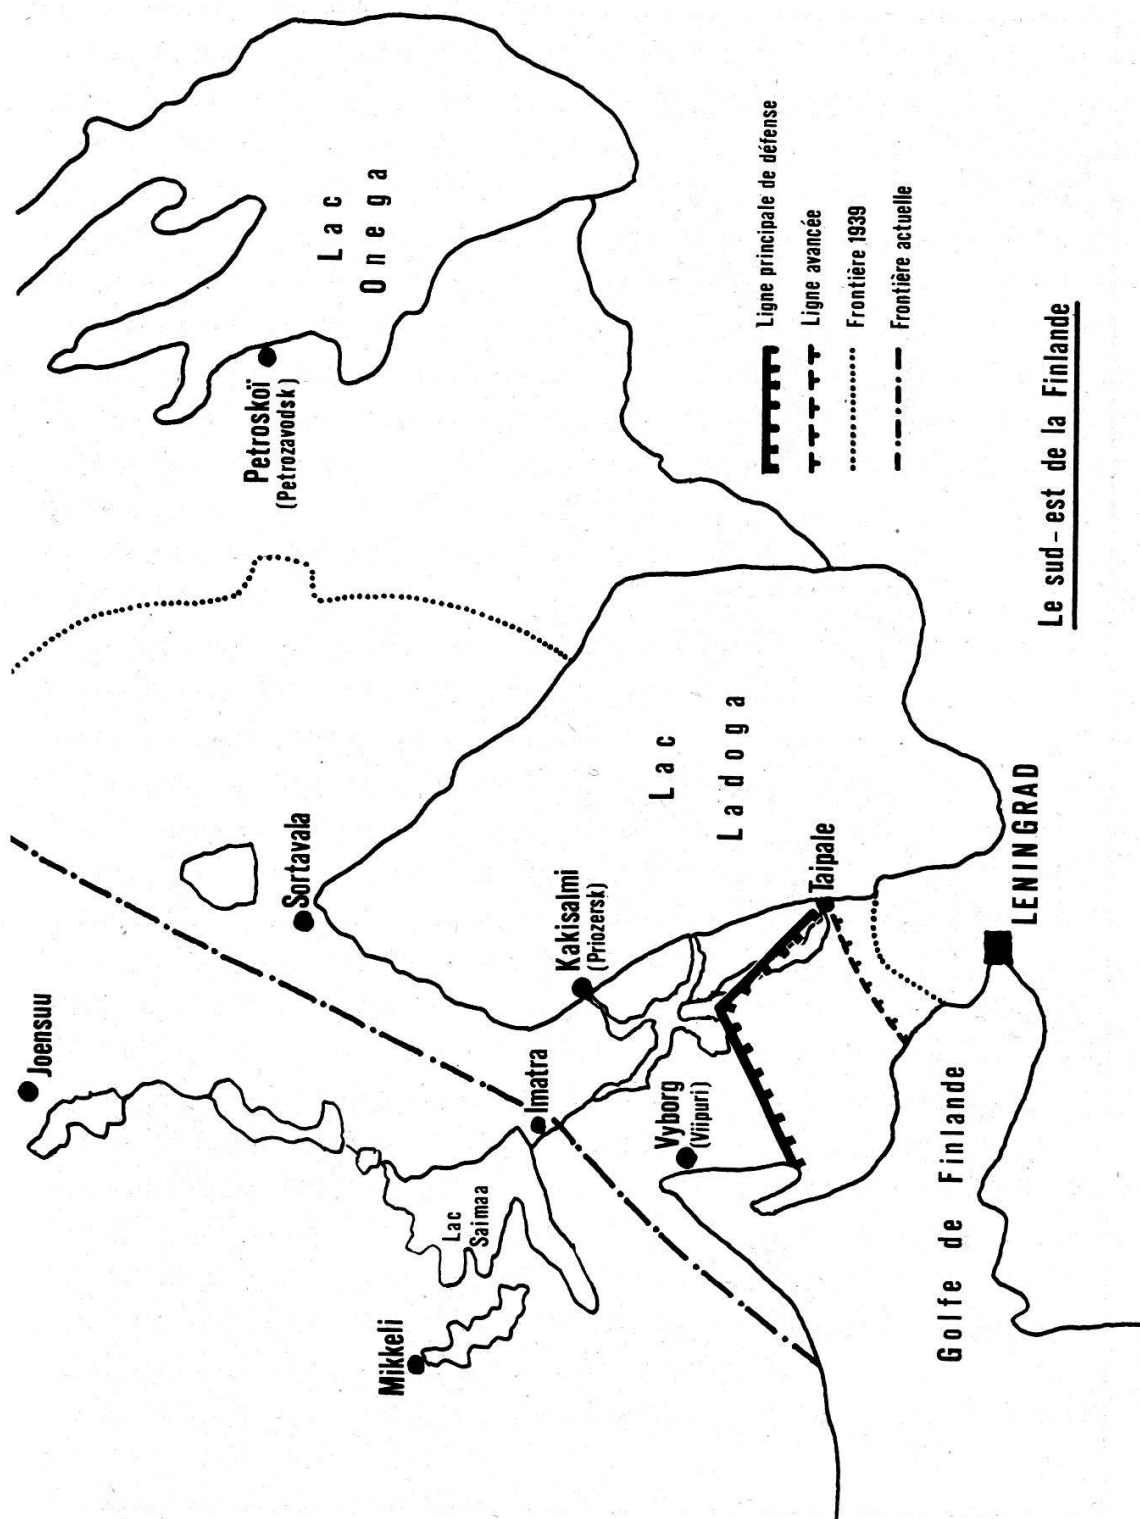 Joensuu
Mikkeli
Lac
Saimaa
Imatra
Sortavala
Petroskoï
(Petrozavodsk)
Lac
Onega
Kakisalmi
(Priozersk)
Vyborg
(Viipuri)
Lac
Ladoga
Taipale
LENINGRAD
Golfe de Finlande
Ligne principale de défense
Ligne avancée
Frontière 1939
Frontière actuelle
Le sud-est de la Finlande